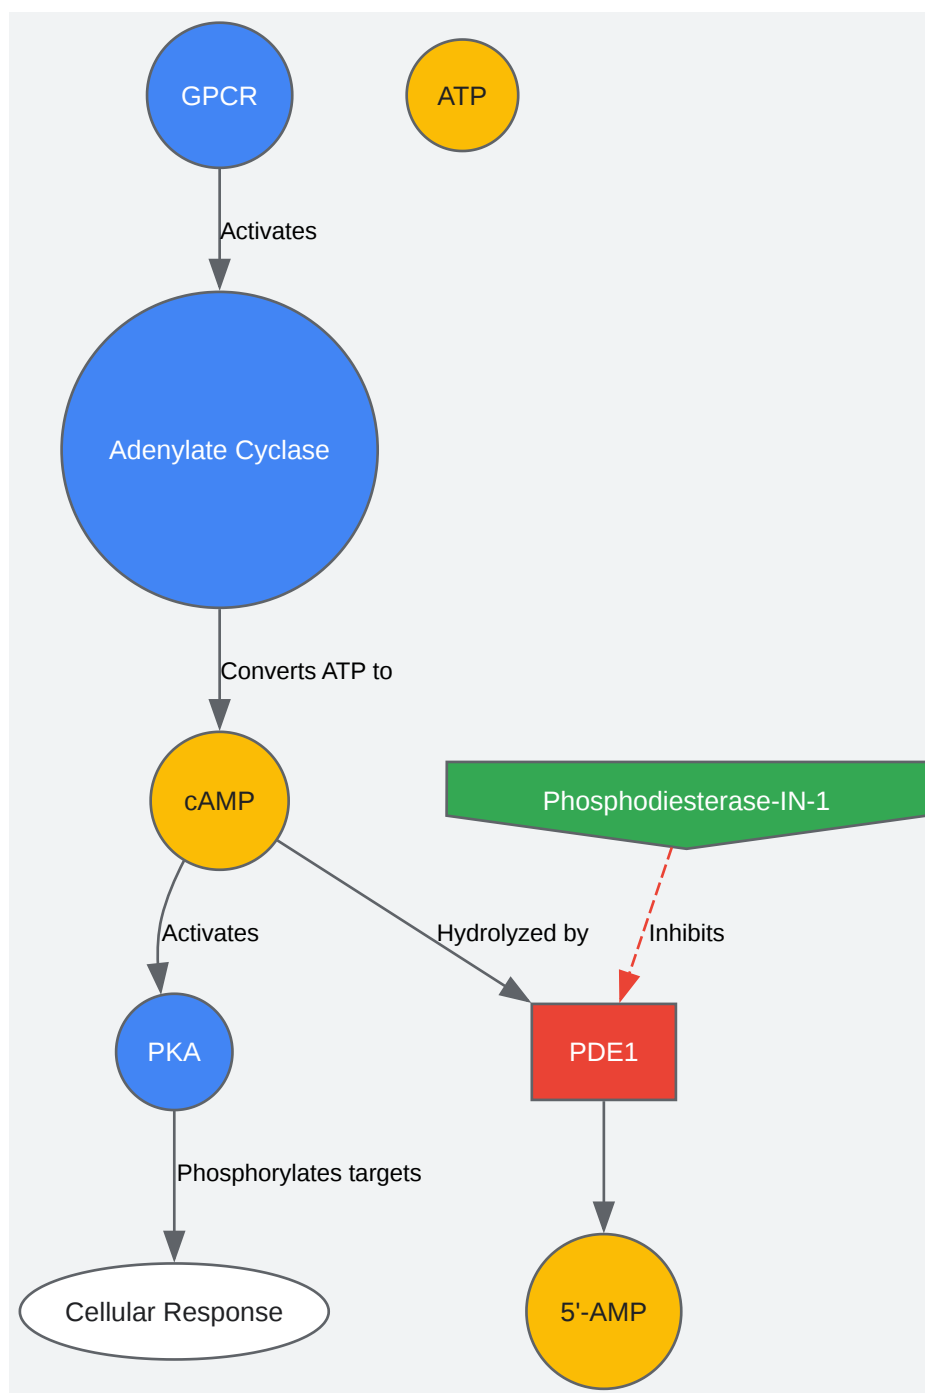 GPCR
ATP
Activates
Adenylate Cyclase
Converts ATP to
cAMP
Phosphodiesterase-IN-1
Activates
Hydrolyzed by
Inhibits
PKA
PDE1
Phosphorylates targets
Cellular Response
5'-AMP